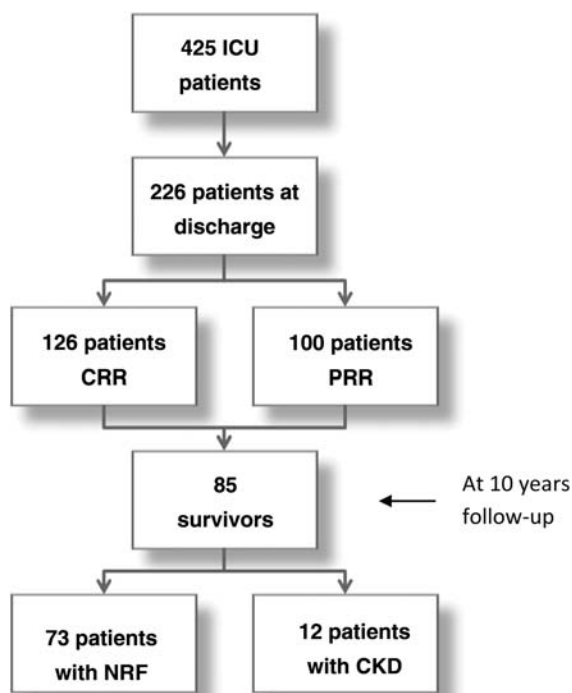 425 ICU
patients
226 patients at
discharge
126 patients
CRR
100 patients
PRR
85
survivors
At 10 years
follow-up
73 patients
with NRF
12 patients
with CKD